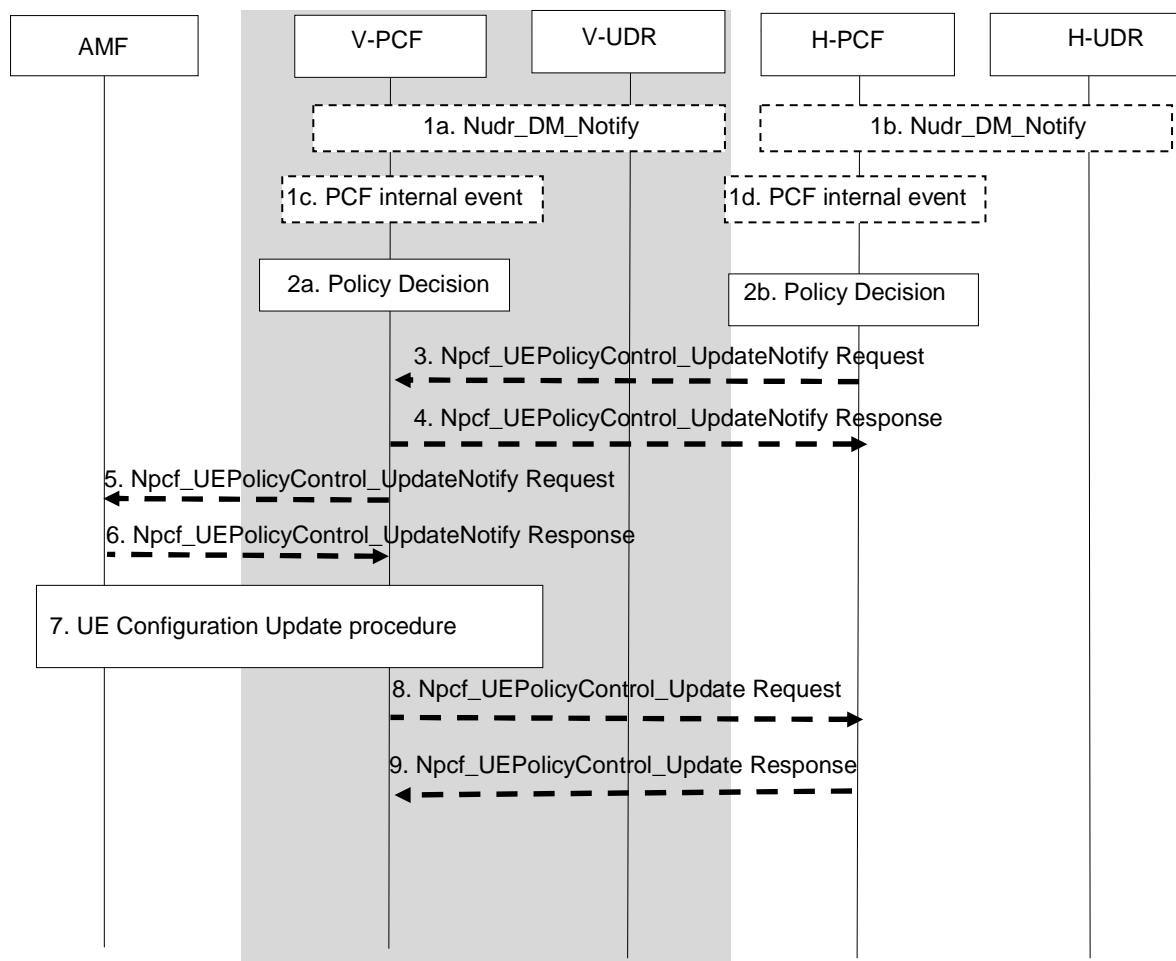 AMF
V-PCF
V-UDR
H-PCF
H-UDR
1a. Nudr_DM_Notify
1b. Nudr_DM_Notify
1c. PCF internal event
1d. PCF internal event
2a. Policy Decision
2b. Policy Decision
3. Npcf_UEPolicyControl_UpdateNotify Request
4. Npcf_UEPolicyControl_UpdateNotify Response
5. Npcf_UEPolicyControl_UpdateNotify Request
6. Npcf_UEPolicyControl_UpdateNotify Response
7. UE Configuration Update procedure
8. Npcf_UEPolicyControl_Update Request
9. Npcf_UEPolicyControl_Update Response